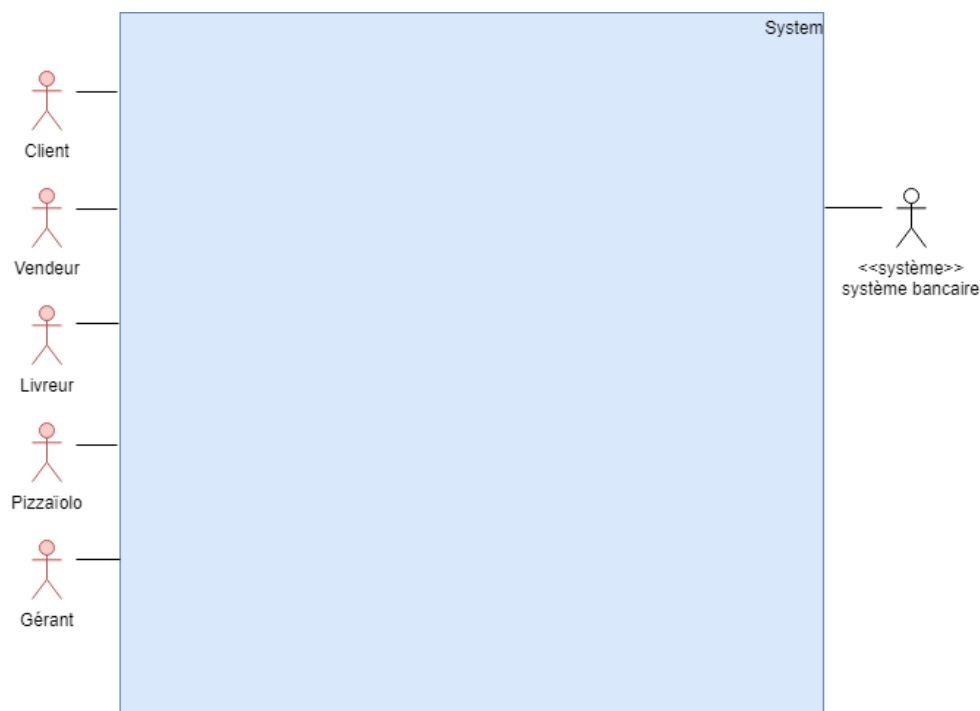 System
Client
Vendeur
<<système>>
système bancaire
Livreur
Pizzaïolo
Gérant